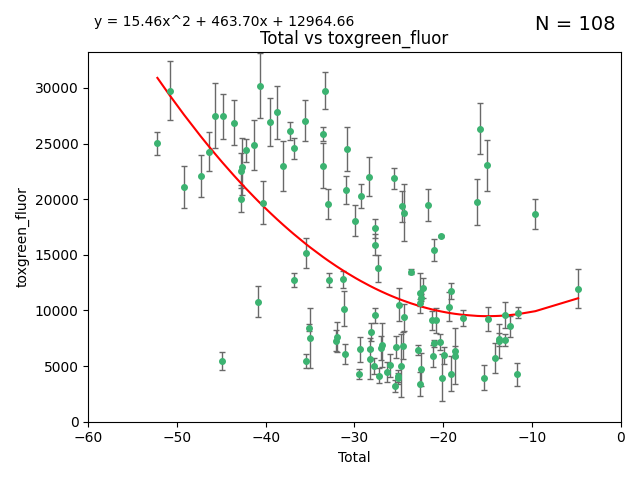 y = 15.46x^2 + 463.70x + 12964.66
N = 108
Total vs toxgreen_fluor
30000
25000
20000
15000
10000
5000
0
toxgreen_fluor
−60
−50
−40
−30
−20
−10
0
Total